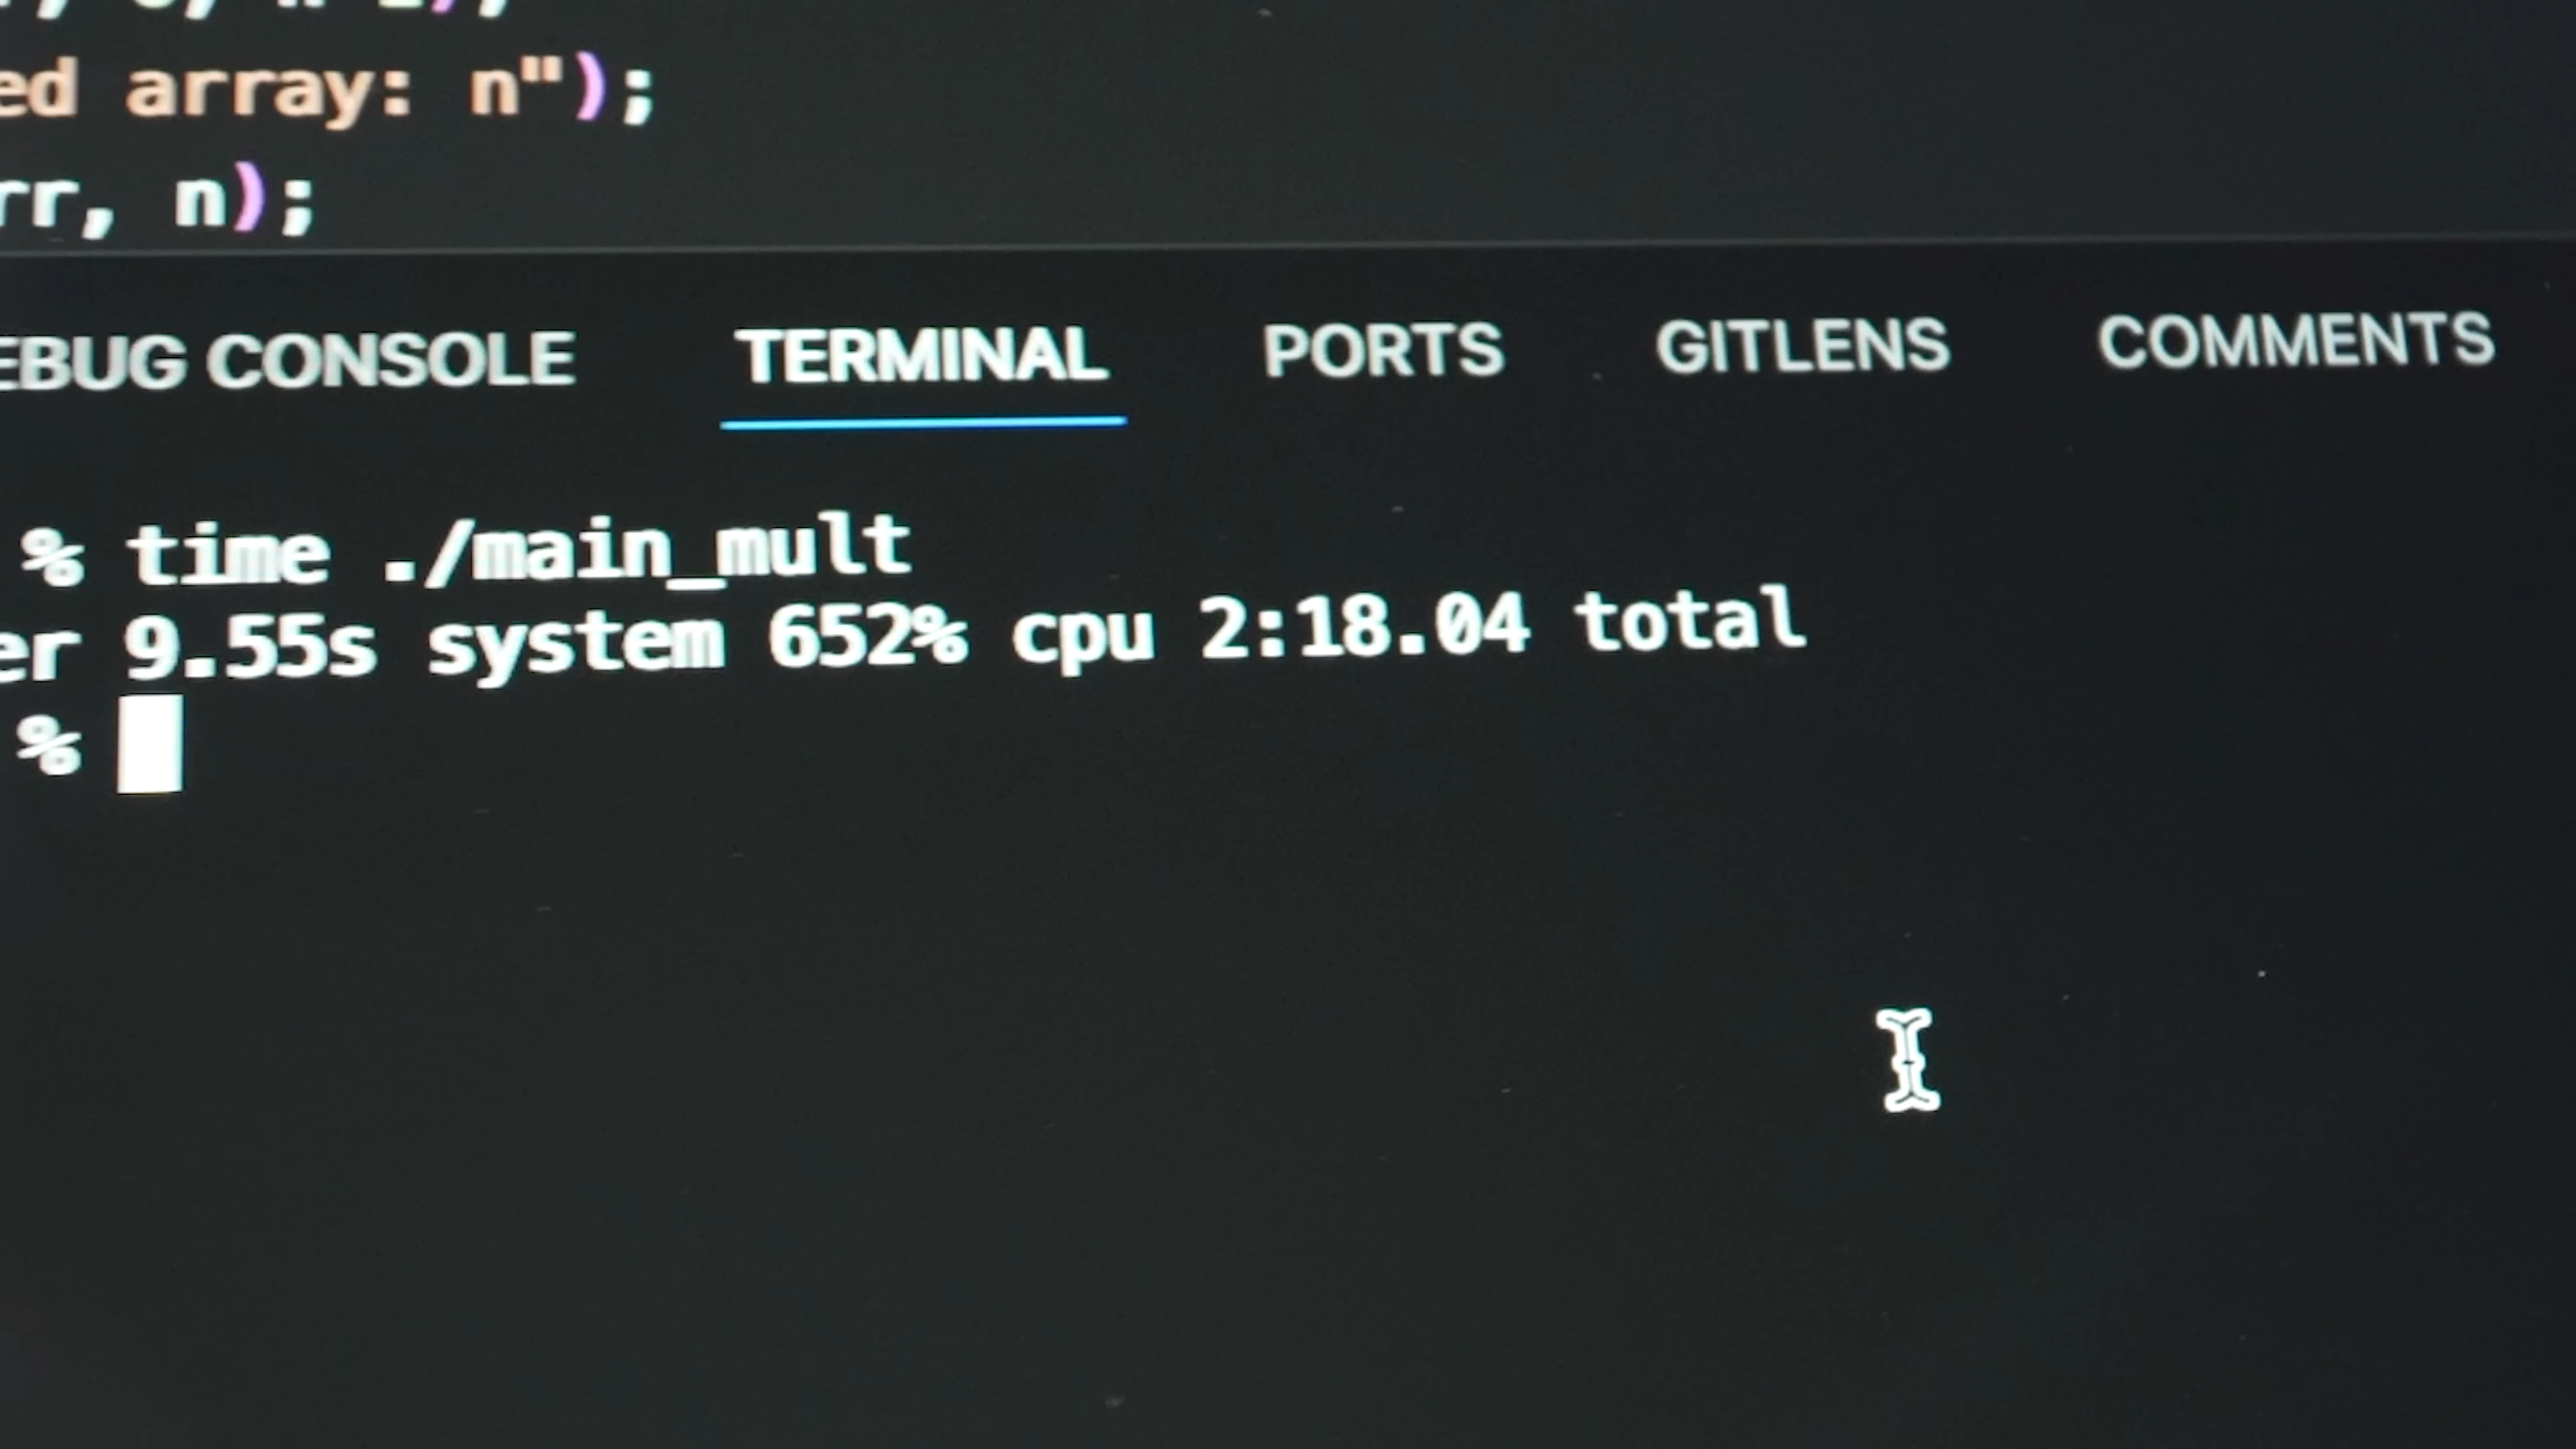 ed array: n");
rr, n);
EBUG CONSOLE TERMINAL PORTS GITLENS COMMENTS
% time ./main_mult
er 9.55s system 652% cpu 2:18.04 total
%